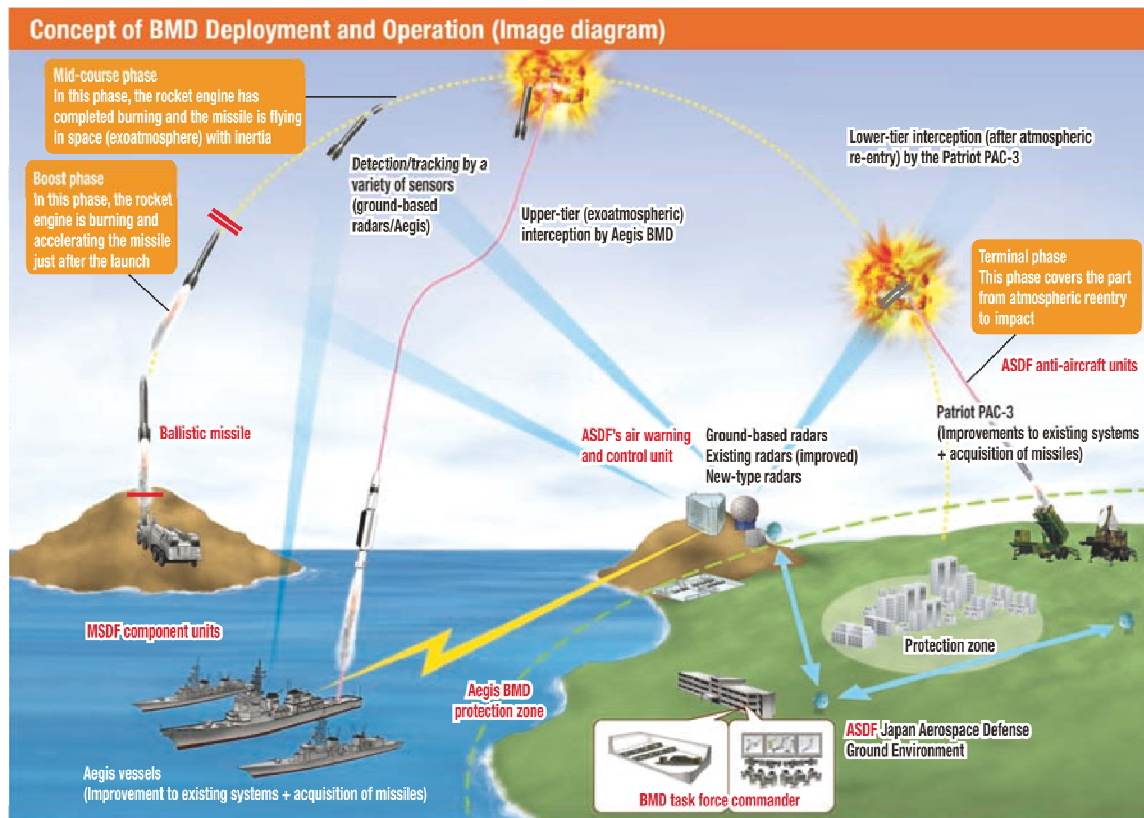 Concept of BMD Deployment and Operation (Image diagram)
Mid-course phase
In this phase, the rocket engine has
completed burning and the missile is flying
in space (exoatmosphere) with inertia
Boost phase
In this phase, the rocket
engine is burning and
accelerating the missile
just after the launch
Detection/tracking by a
variety of sensors
(ground-based
radars/Aegis)
Upper-tier (exoatmospheric)
interception by Aegis BMD
Lower-tier interception (after atmospheric
re-entry) by the Patriot PAC-3
Terminal phase
This phase covers the part
from atmospheric reentry
to impact
ASDF anti-aircraft units
Patriot PAC-3
(Improvements to existing systems
+ acquisition of missiles)
Ballistic missile
ASDF's air warning
and control unit
Ground-based radars
Existing radars (improved)
New-type radars
MSDF component units
Protection zone
Aegis BMD
protection zone
ASDF Japan Aerospace Defense
Ground Environment
Aegis vessels
(Improvement to existing systems + acquisition of missiles)
BMD task force commander